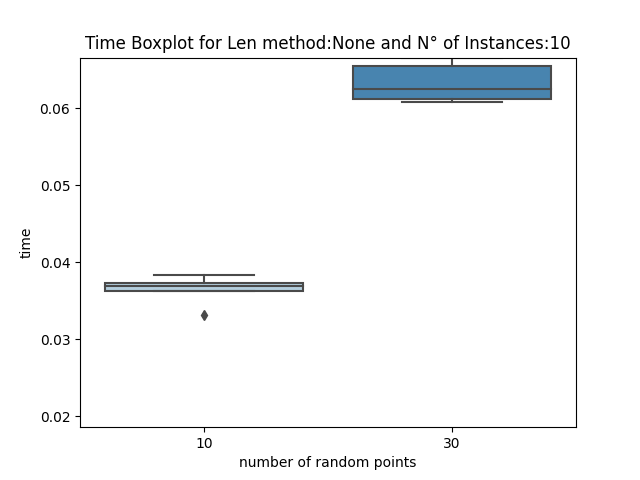 Time Boxplot for Len method:None and N° of Instances:10
0.06
0.05
0.04
0.03
0.02
time
10 30
number of random points